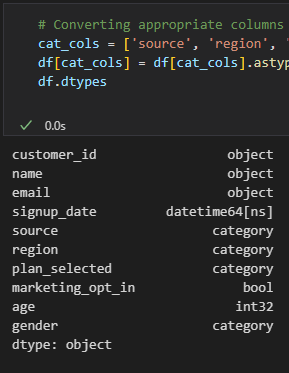 # Converting appropriate columns
cat_cols = ['source', 'region', '
df[cat_cols] = df[cat_cols].astyp
df.dtypes
0.0s
customer_id object
name object
email object
signup_date datetime64[ns]
source category
region category
plan_selected category
marketing_opt_in bool
age int32
gender category
dtype: object